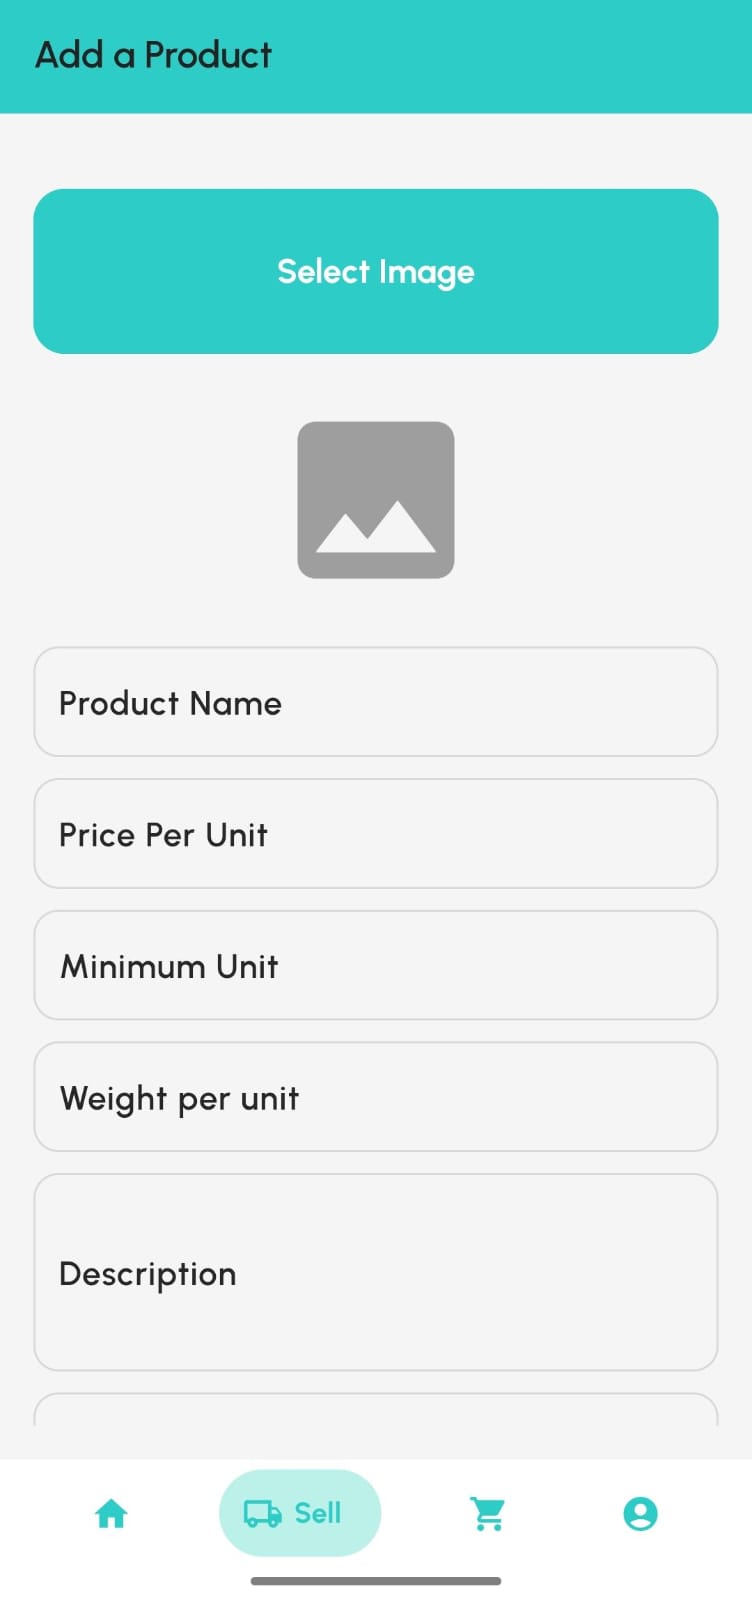 Add a Product
Select Image
Product Name
Price Per Unit
Minimum Unit
Weight per unit
Description
Sell